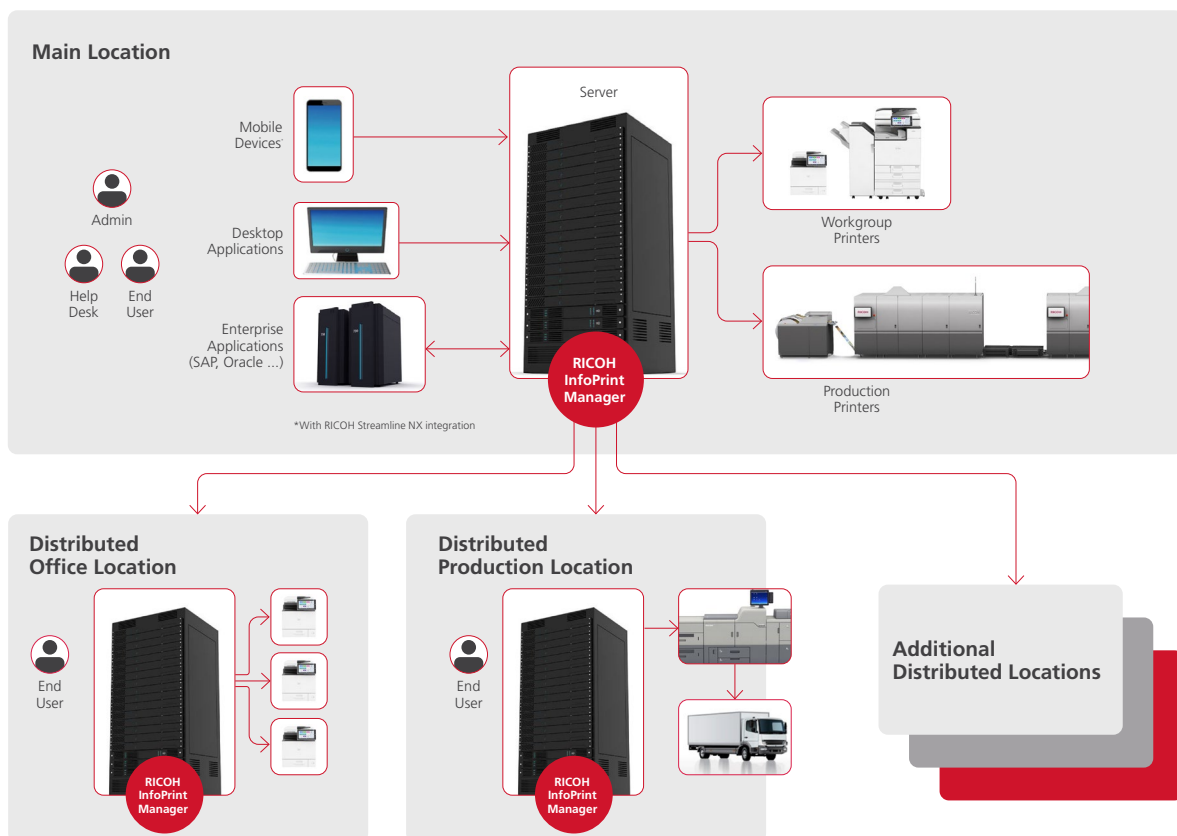 Main Location
Server
Mobile
Devices*
Admin
Desktop
Applications
Workgroup
Printers
Help
Desk
End
User
Enterprise
Applications
(SAP, Oracle ...)
RICOH
InfoPrint
Manager
Production
Printers
*With RICOH Streamline NX integration
Distributed
Office Location
End
User
RICOH
InfoPrint
Manager
Distributed
Production Location
End
User
RICOH
InfoPrint
Manager
Additional
Distributed Locations